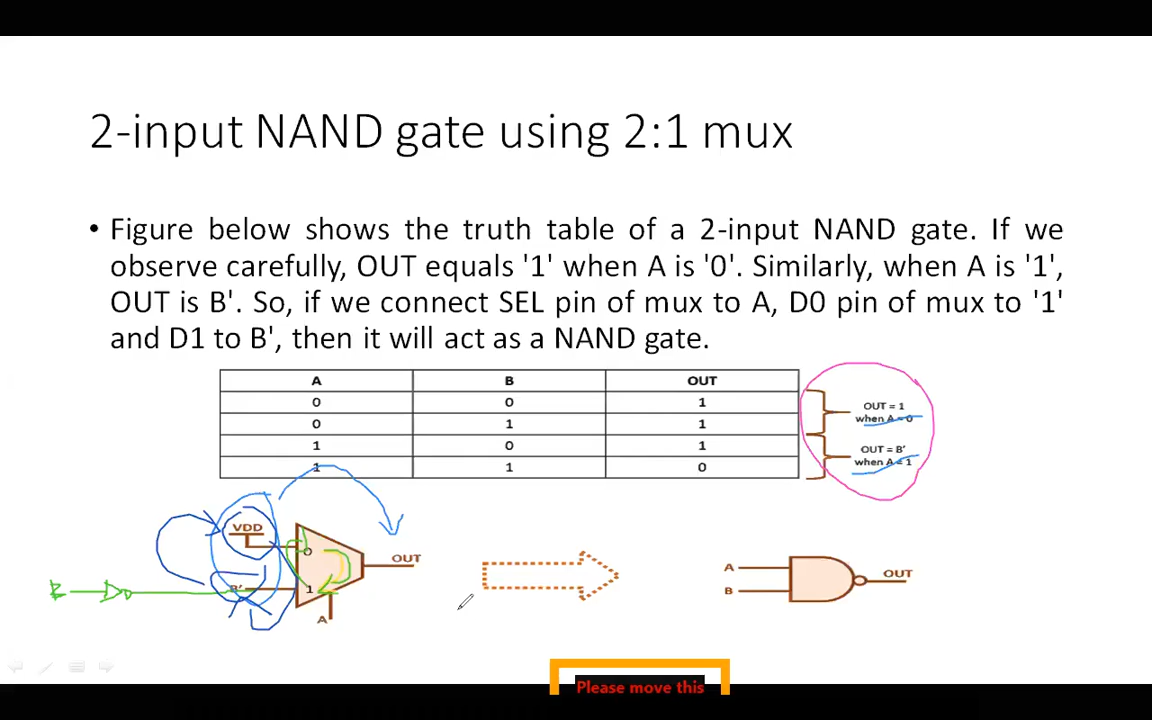 2-input NAND gate using 2:1 mux
• Figure below shows the truth table of a 2-input NAND gate. If we
observe carefully, OUT equals '1' when A is '0'. Similarly, when A is '1',
OUT is B'. So, if we connect SEL pin of mux to A, D0 pin of mux to '1'
and D1 to B', then it will act as a NAND gate.
A B OUT
0 0 1
0 1 1
1 0 1
1 1 0
OUT = 1
when A = 0
OUT = B'
when A = 1
VDD
0
OUT
B'
1
A
B
A
B
OUT
Please move this